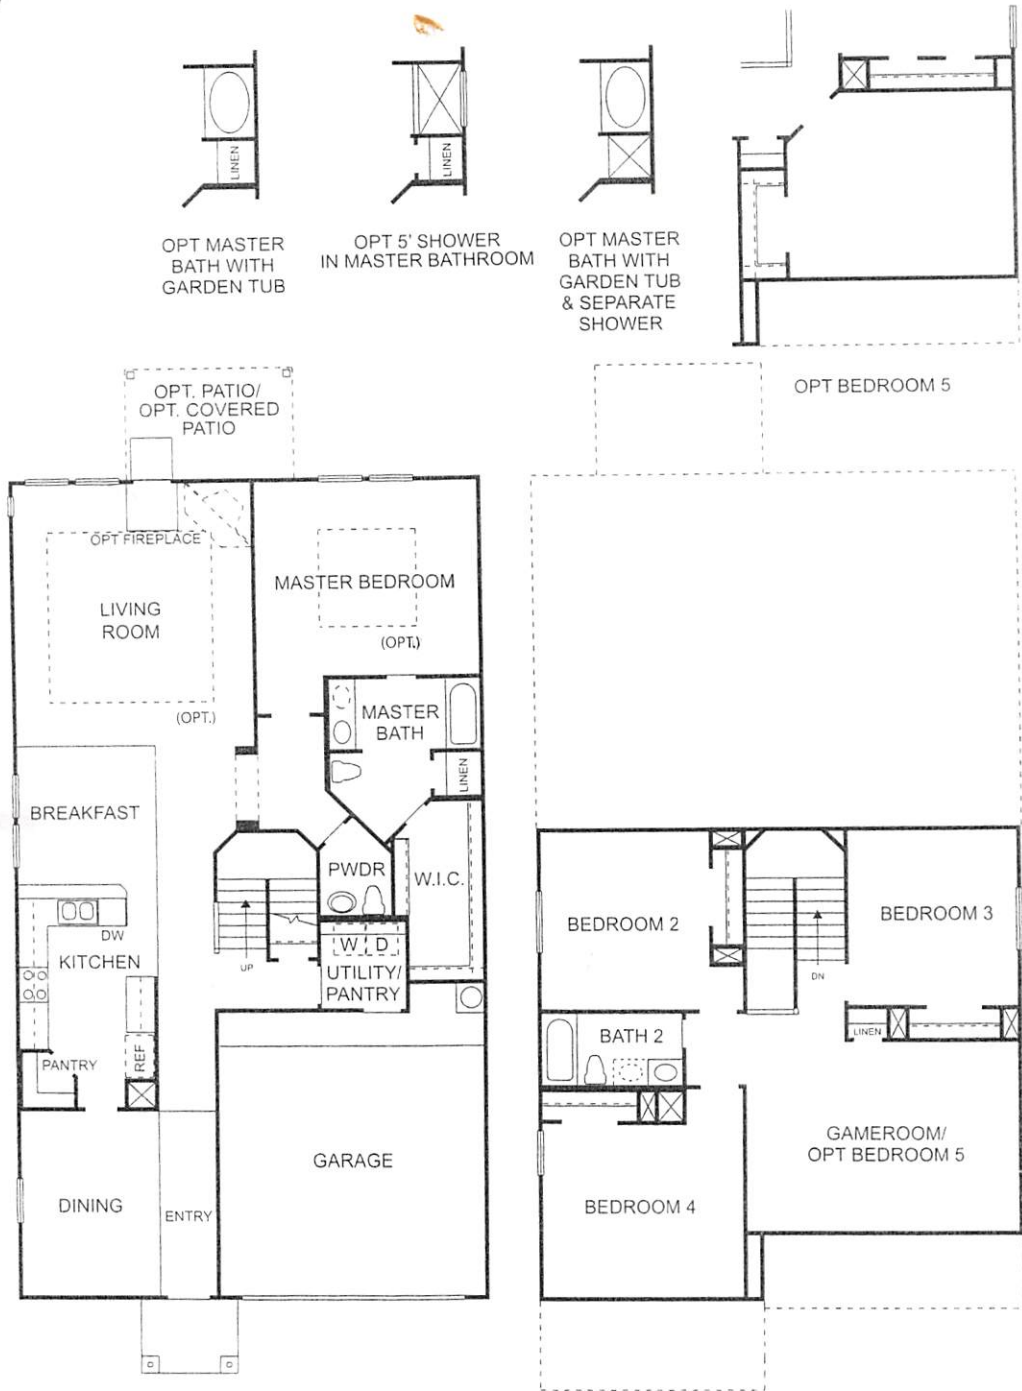 LINEN
LINEN
OPT MASTER
BATH WITH
GARDEN TUB
OPT 5' SHOWER
IN MASTER BATHROOM
OPT MASTER
BATH WITH
GARDEN TUB
& SEPARATE
SHOWER
OPT BEDROOM 5
OPT. PATIO/
OPT. COVERED
PATIO
OPT FIREPLACE
LIVING
ROOM
(OPT.)
MASTER BEDROOM
(OPT.)
MASTER
BATH
LINEN
BREAKFAST
PWDR
W.I.C.
DW
KITCHEN
UP
W D
UTILITY/
PANTRY
PANTRY
REF
DINING
ENTRY
GARAGE
BEDROOM 2
DN
BEDROOM 3
LINEN
BATH 2
GAMEROOM/
OPT BEDROOM 5
BEDROOM 4